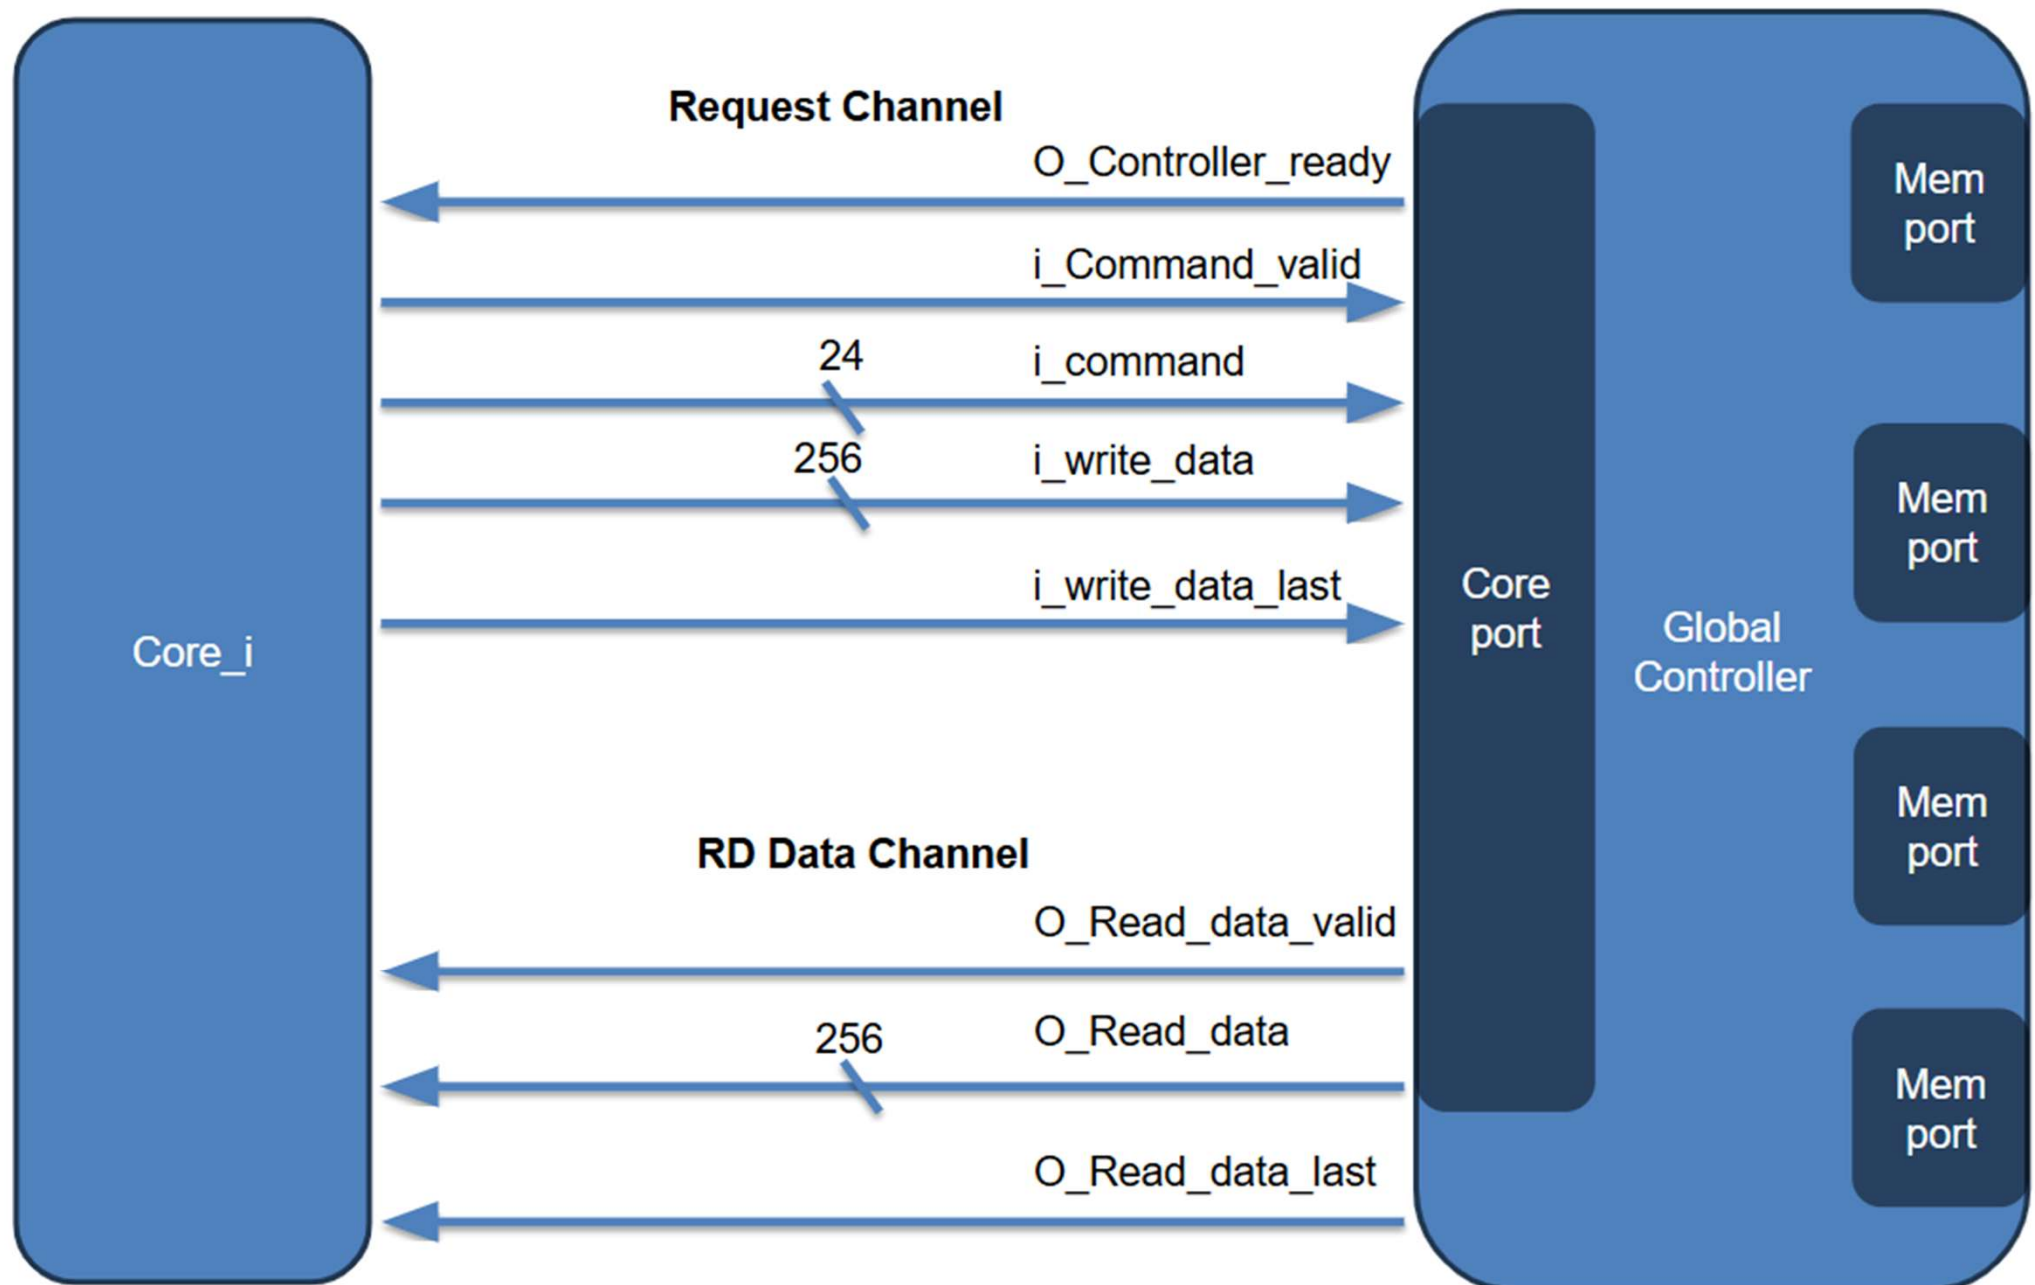 Request Channel
O_Controller_ready
i_Command_valid
24
i_command
256
i_write_data
i_write_data_last
Core_i
RD Data Channel
O_Read_data_valid
256
O_Read_data
O_Read_data_last
Core
port
Global
Controller
Mem
port
Mem
port
Mem
port
Mem
port